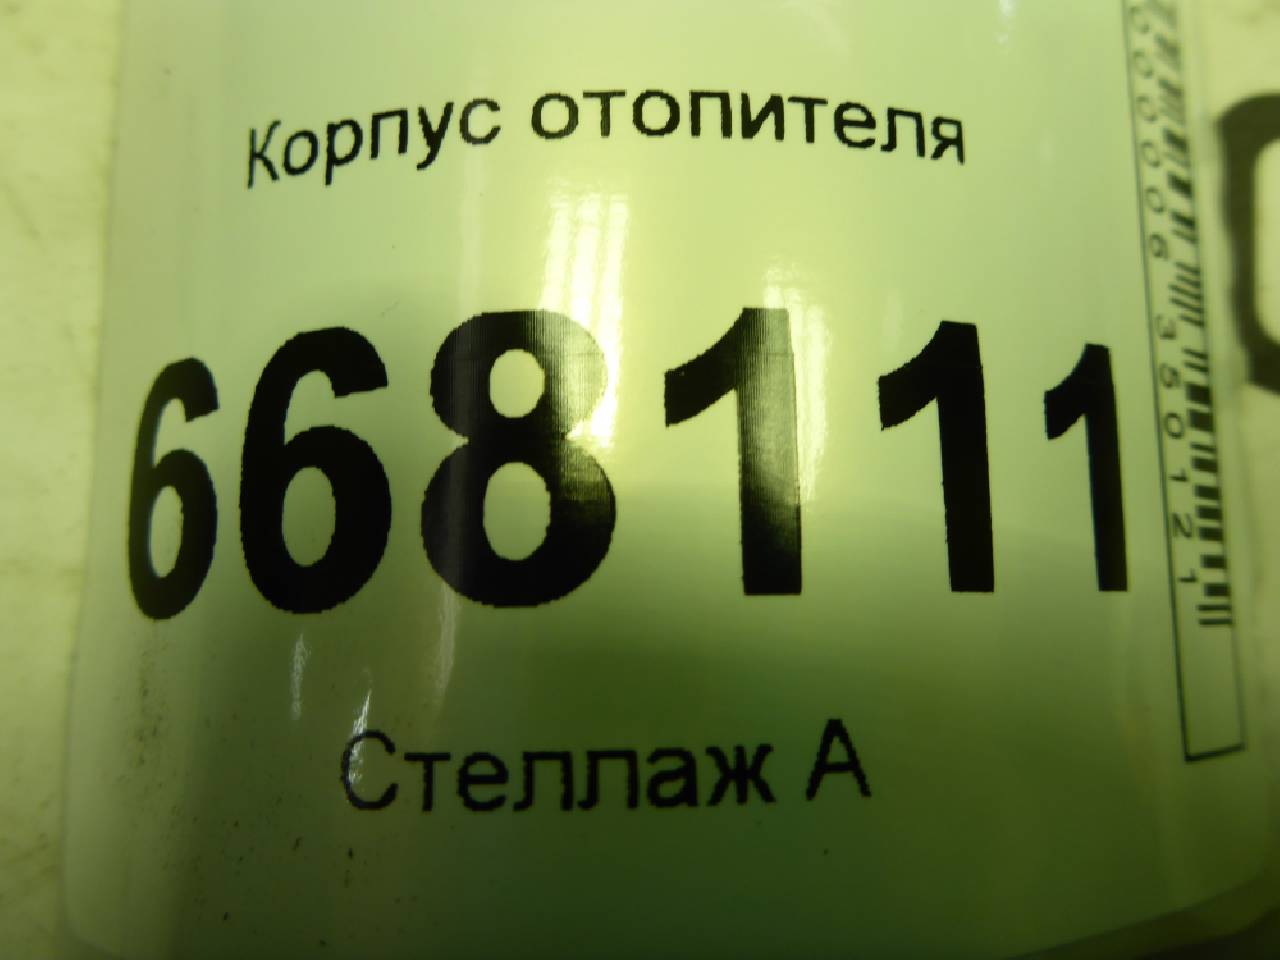 Корпус отопителя
668111
Стеллаж А